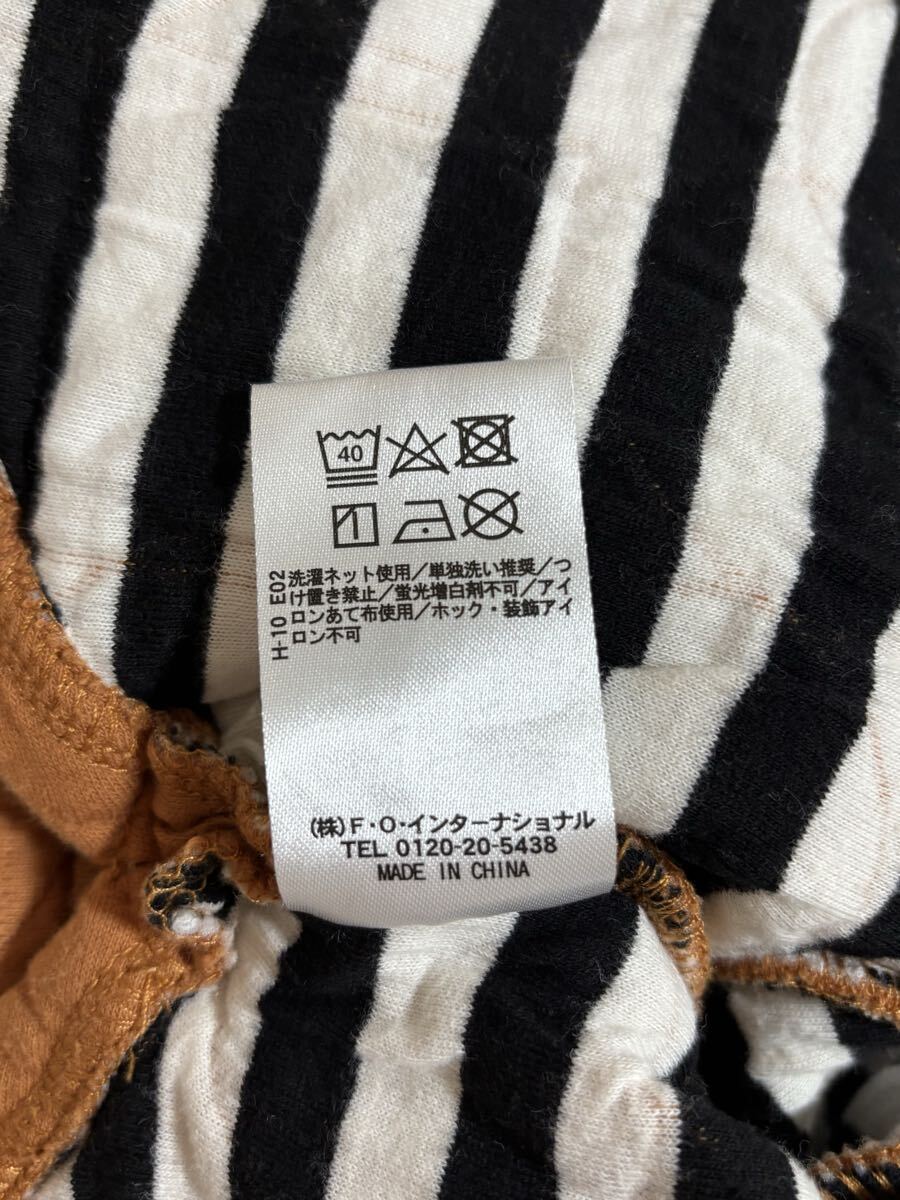 40
洗濯ネット使用／単独洗い推奨／つ
け置き禁止／蛍光増白剤不可／アイ
ロンあて布使用／ホック・装飾アイ
ロン不可
H-10 E02
(株)F・O・インターナショナル
TEL 0120-20-5438
MADE IN CHINA